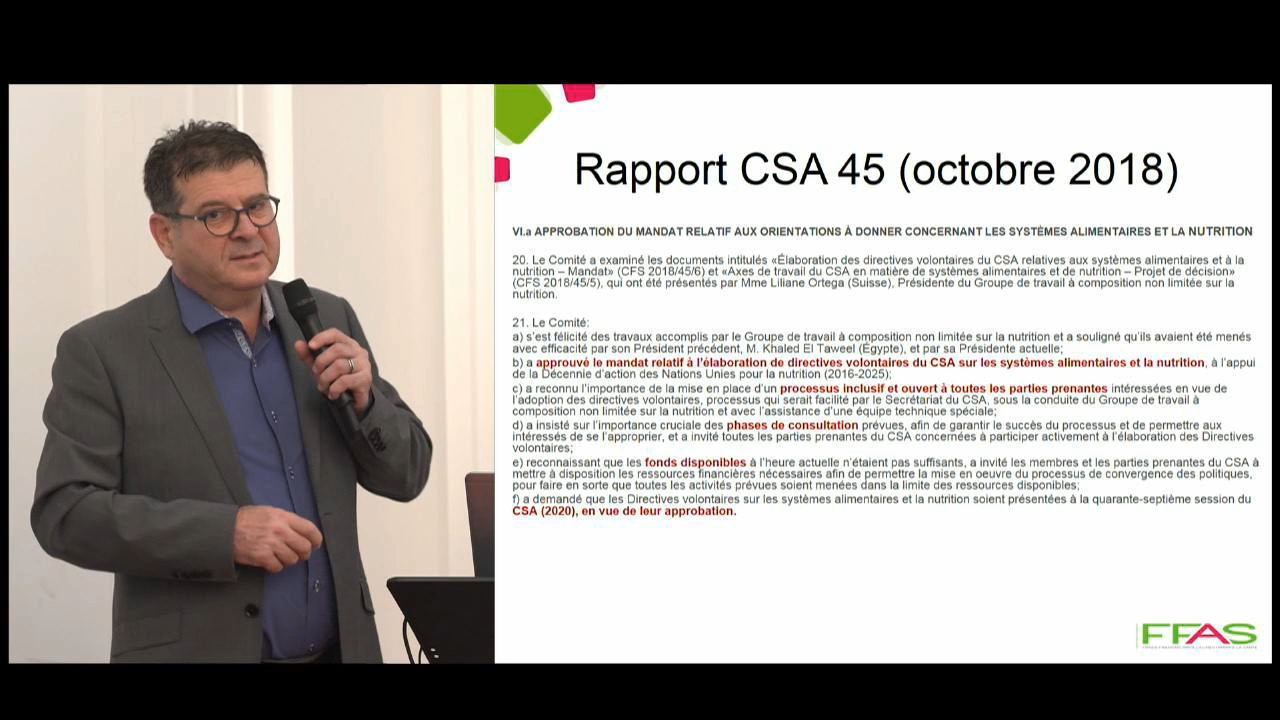 Rapport CSA 45 (octobre 2018)
VI.a APPROBATION DU MANDAT RELATIF AUX ORIENTATIONS À DONNER CONCERNANT LES SYSTÈMES ALIMENTAIRES ET LA NUTRITION
20. Le Comité a examiné les documents intitulés «Élaboration des directives volontaires du CSA relatives aux systèmes alimentaires et à la
nutrition – Mandat» (CFS 2018/45/6) et «Axes de travail du CSA en matière de systèmes alimentaires et de nutrition – Projet de décision»
(CFS 2018/45/5), qui ont été présentés par Mme Liliane Ortega (Suisse), Présidente du Groupe de travail à composition non limitée sur la
nutrition.
21. Le Comité:
a) s'est félicité des travaux accomplis par le Groupe de travail à composition non limitée sur la nutrition et a souligné qu'ils avaient été menés
avec efficacité par son Président précédent, M. Khaled El Taweel (Égypte), et par sa Présidente actuelle;
b) a approuvé le mandat relatif à l'élaboration de directives volontaires du CSA sur les systèmes alimentaires et la nutrition, à l'appui
de la Décennie d'action des Nations Unies pour la nutrition (2016-2025);
c) a reconnu l'importance de la mise en place d'un processus inclusif et ouvert à toutes les parties prenantes intéressées en vue de
l'adoption des directives volontaires, processus qui serait facilité par le Secrétariat du CSA, sous la conduite du Groupe de travail à
composition non limitée sur la nutrition et avec l'assistance d'une équipe technique spéciale;
d) a insisté sur l'importance cruciale des phases de consultation prévues, afin de garantir le succès du processus et de permettre aux
intéressés de se l'approprier, et a invité toutes les parties prenantes du CSA concernées à participer activement à l'élaboration des Directives
volontaires;
e) reconnaissant que les fonds disponibles à l'heure actuelle n'étaient pas suffisants, a invité les membres et les parties prenantes du CSA à
mettre à disposition les ressources financières nécessaires afin de permettre la mise en oeuvre du processus de convergence des politiques,
pour faire en sorte que toutes les activités prévues soient menées dans la limite des ressources disponibles;
f) a demandé que les Directives volontaires sur les systèmes alimentaires et la nutrition soient présentées à la quarante-septième session du
CSA (2020), en vue de leur approbation.
FFAS